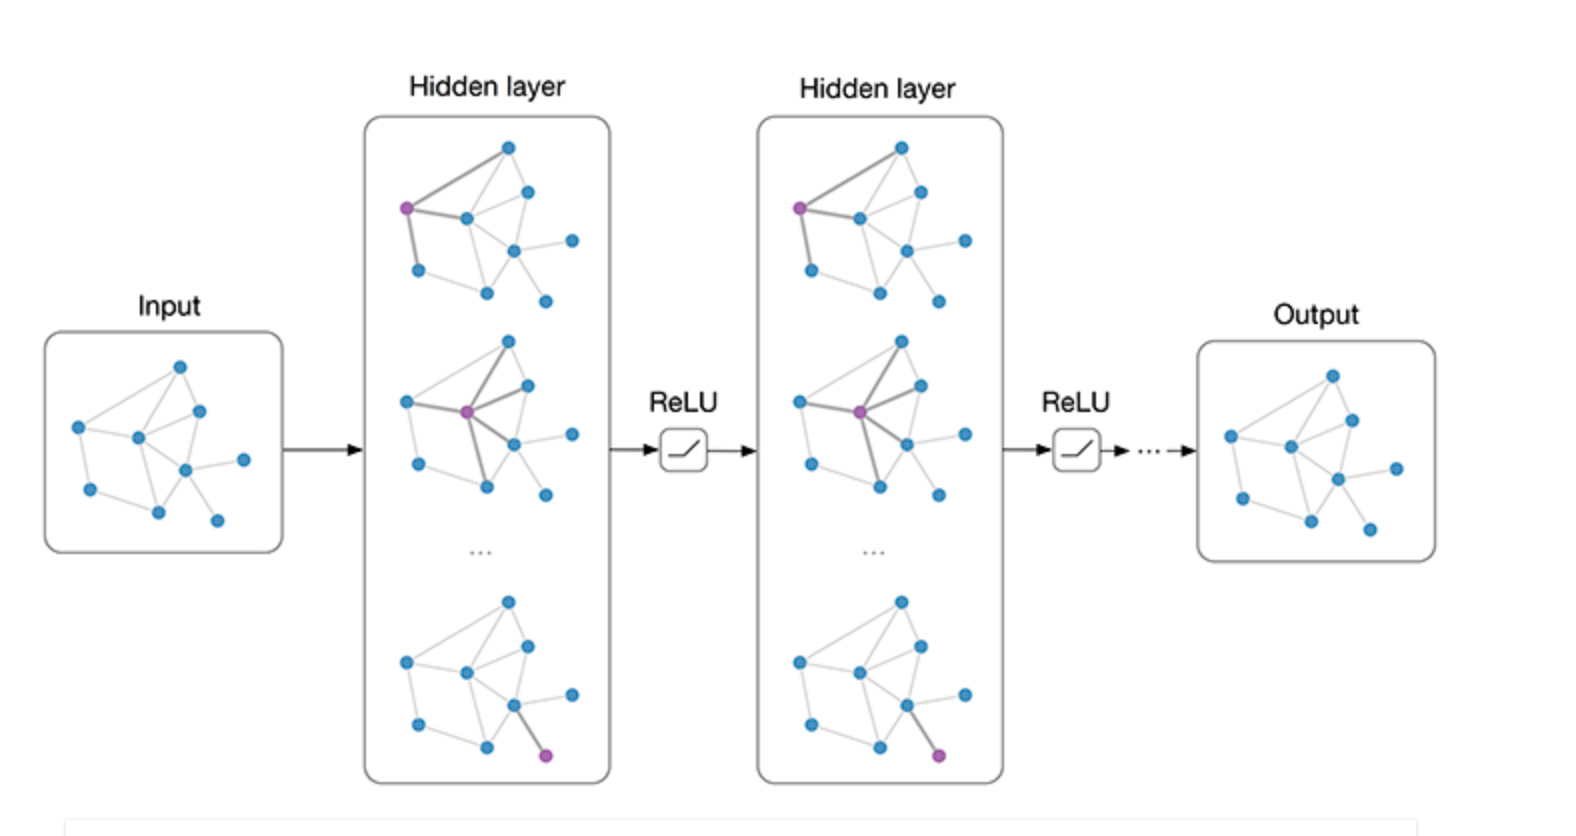 Input
Hidden layer
...
ReLU
Hidden layer
...
ReLU
...
Output